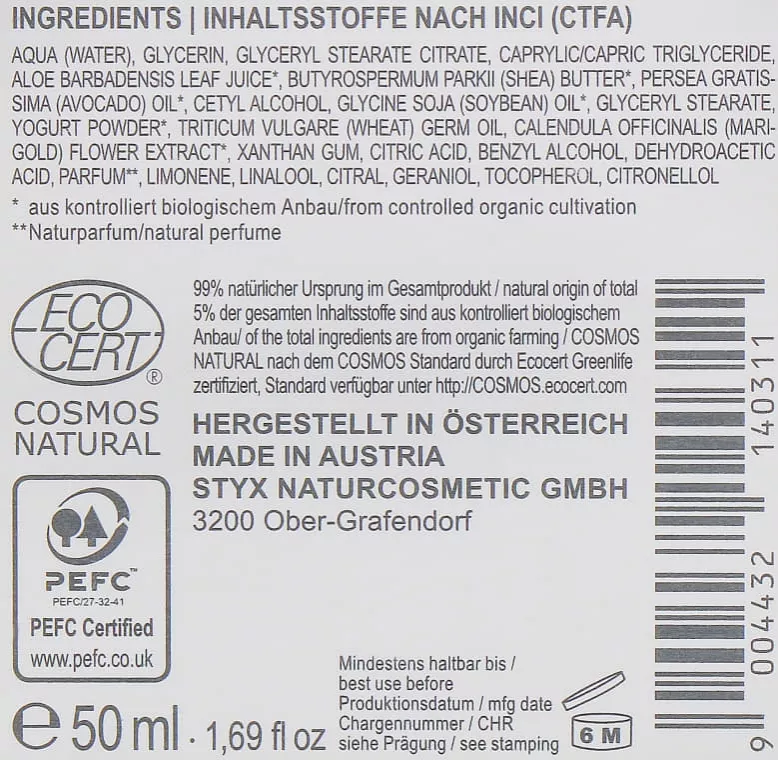 INGREDIENTS | INHALTSSTOFFE NACH INCI (CTFA)
AQUA (WATER), GLYCERIN, GLYCERYL STEARATE CITRATE, CAPRYLIC/CAPRIC TRIGLYCERIDE,
ALOE BARBADENSIS LEAF JUICE*, BUTYROSPERMUM PARKII (SHEA) BUTTER*, PERSEA GRATIS-
SIMA (AVOCADO) OIL*, CETYL ALCOHOL, GLYCINE SOJA (SOYBEAN) OIL*, GLYCERYL STEARATE,
YOGURT POWDER*, TRITICUM VULGARE (WHEAT) GERM OIL, CALENDULA OFFICINALIS (MARI-
GOLD) FLOWER EXTRACT*, XANTHAN GUM, CITRIC ACID, BENZYL ALCOHOL, DEHYDROACETIC
ACID, PARFUM**, LIMONENE, LINALOOL, CITRAL, GERANIOL, TOCOPHEROL, CITRONELLOL
* aus kontrolliert biologischem Anbau/from controlled organic cultivation
**Naturparfum/natural perfume
ECO
CERT
®
COSMOS
NATURAL
99% natürlicher Ursprung im Gesamtprodukt / natural origin of total
5% der gesamten Inhaltsstoffe sind aus kontrolliert biologischem
Anbau/ of the total ingredients are from organic farming / COSMOS
NATURAL nach dem COSMOS Standard durch Ecocert Greenlife
zertifiziert, Standard verfügbar unter http://COSMOS.ecocert.com
HERGESTELLT IN ÖSTERREICH
MADE IN AUSTRIA
STYX NATURCOSMETIC GMBH
3200 Ober-Grafendorf
PEFC™
PEFC/27-32-41
PEFC Certified
www.pefc.co.uk
e 50 ml · 1,69 fl oz
Mindestens haltbar bis /
best use before
Produktionsdatum / mfg date
Chargennummer / CHR
siehe Prägung / see stamping
6 M
9 004432 140311